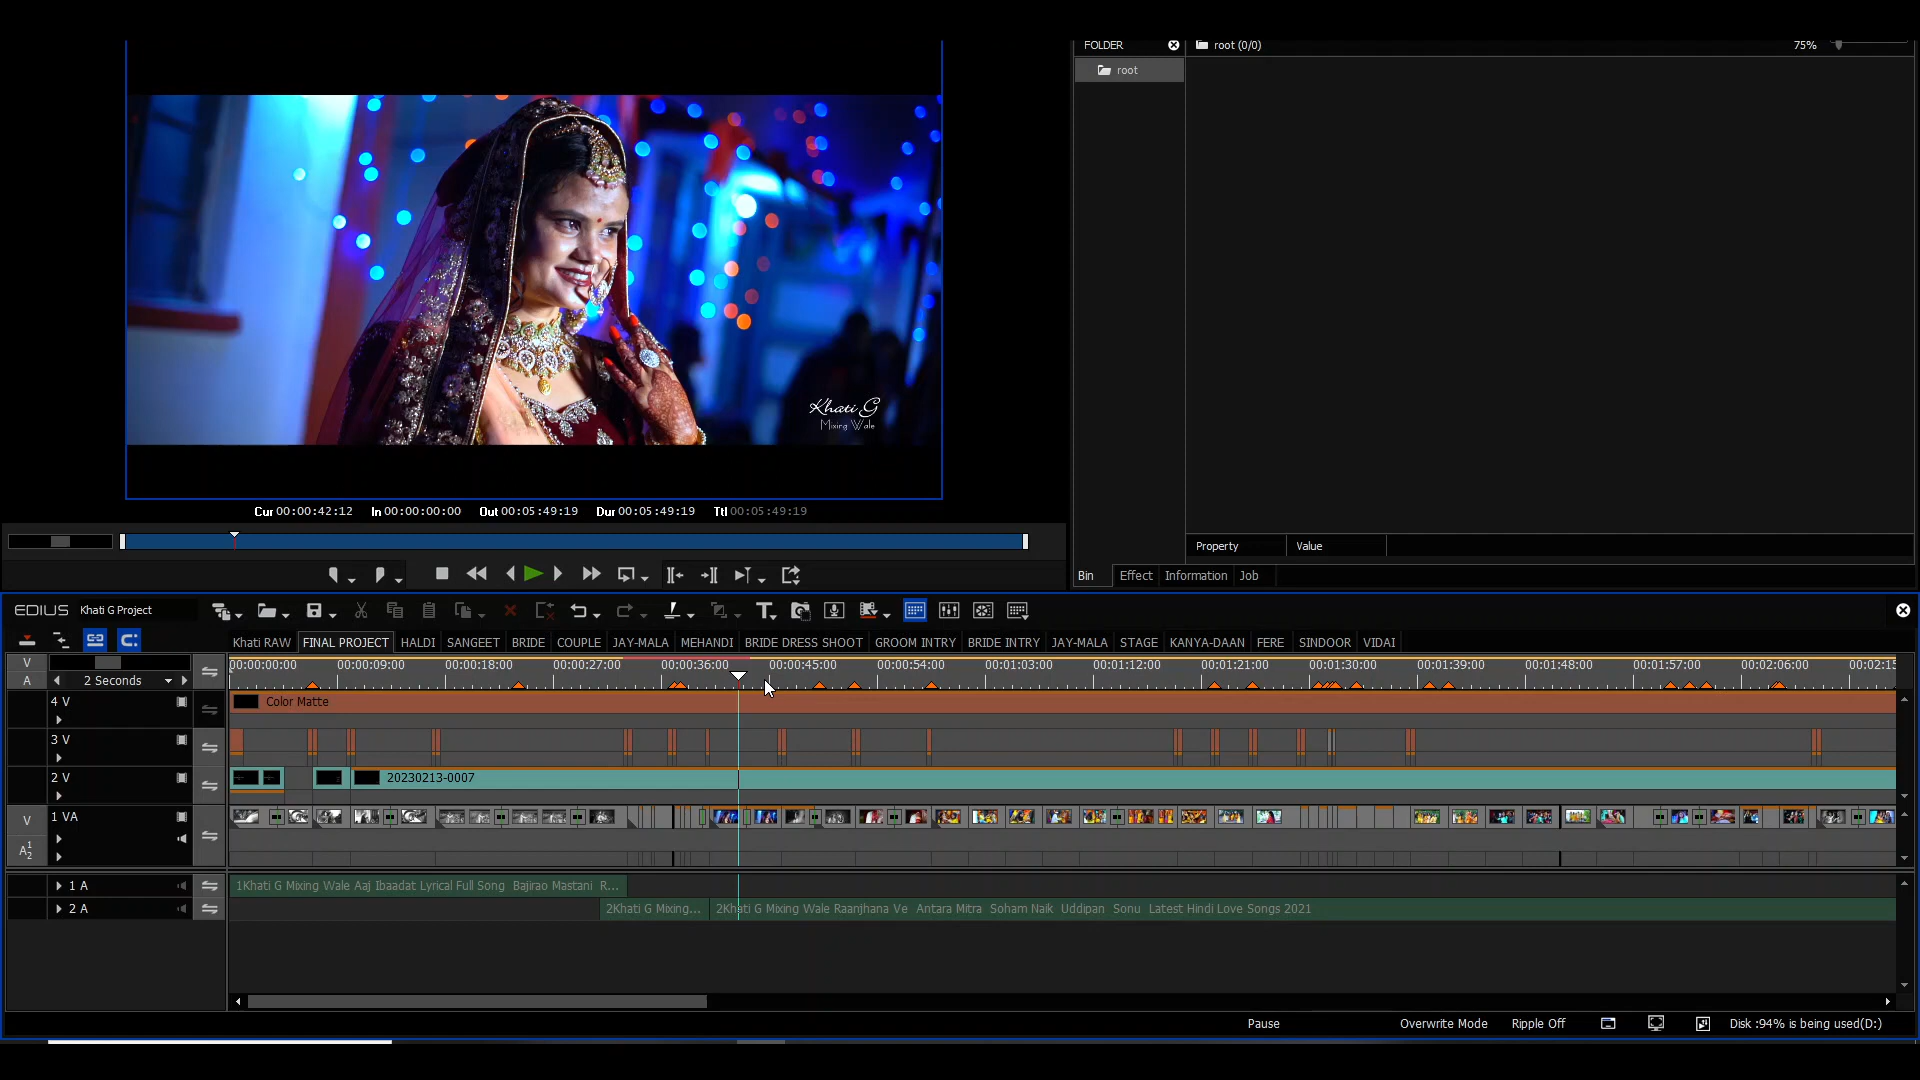 FOLDER
root (0/0)
75%
root
Khati G
Mixing Wale
Cur 00:00:42:12 In 00:00:00:00 Out 00:05:49:19 Dur 00:05:49:19 Ttl 00:05:49:19
Property Value
Bin Effect Information Job
EDIUS Khati G Project
Khati RAW FINAL PROJECT HALDI SANGEET BRIDE COUPLE JAY-MALA MEHANDI BRIDE DRESS SHOOT GROOM INTRY BRIDE INTRY JAY-MALA STAGE KANYA-DAAN FERE SINDOOR VIDAI
V
00:00:00:00 00:00:09:00 00:00:18:00 00:00:27:00 00:00:36:00 00:00:45:00 00:00:54:00 00:01:03:00 00:01:12:00 00:01:21:00 00:01:30:00 00:01:39:00 00:01:48:00 00:01:57:00 00:02:06:00 00:02:15
A 2 Seconds
4 V Color Matte
3 V
2 V 20230213-0007
V 1 VA
A 1 2
1 A 1Khati G Mixing Wale Aaj Ibaadat Lyrical Full Song Bajirao Mastani R...
2 A 2Khati G Mixing... 2Khati G Mixing Wale Raanjhana Ve Antara Mitra Soham Naik Uddipan Sonu Latest Hindi Love Songs 2021
Pause Overwrite Mode Ripple Off Disk :94% is being used(D:)